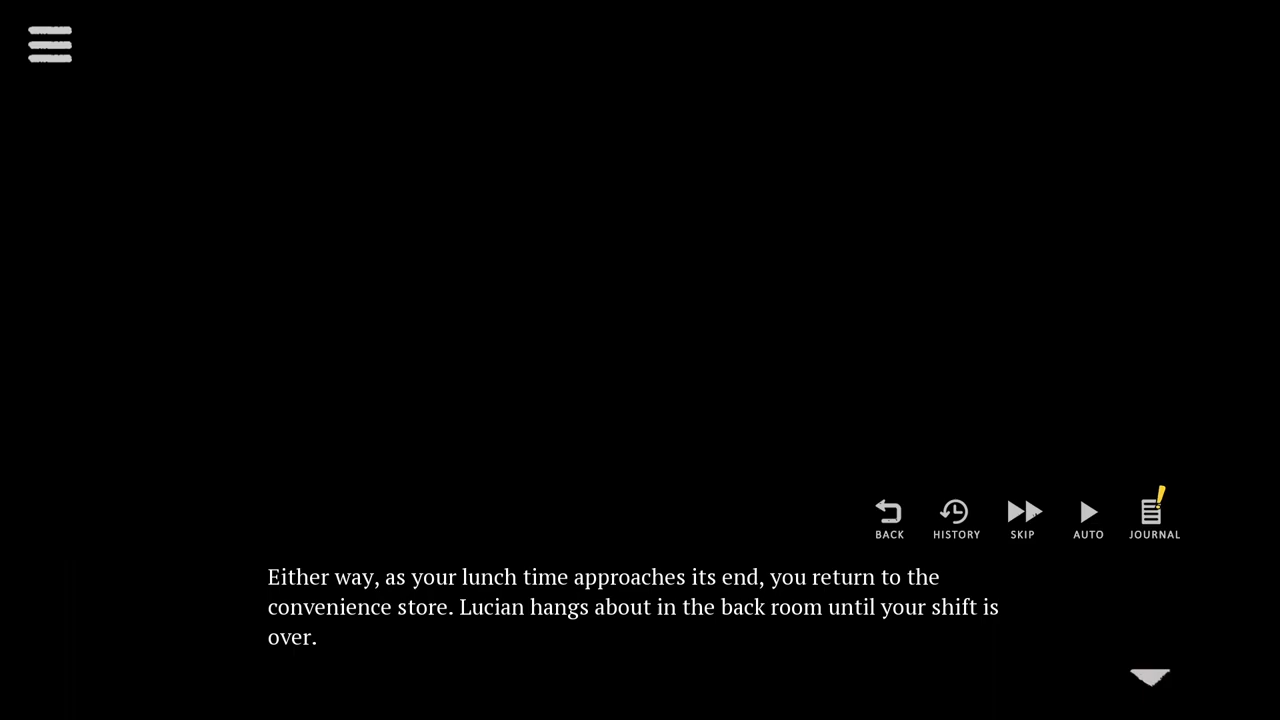 BACK HISTORY SKIP AUTO JOURNAL
Either way, as your lunch time approaches its end, you return to the
convenience store. Lucian hangs about in the back room until your shift is
over.